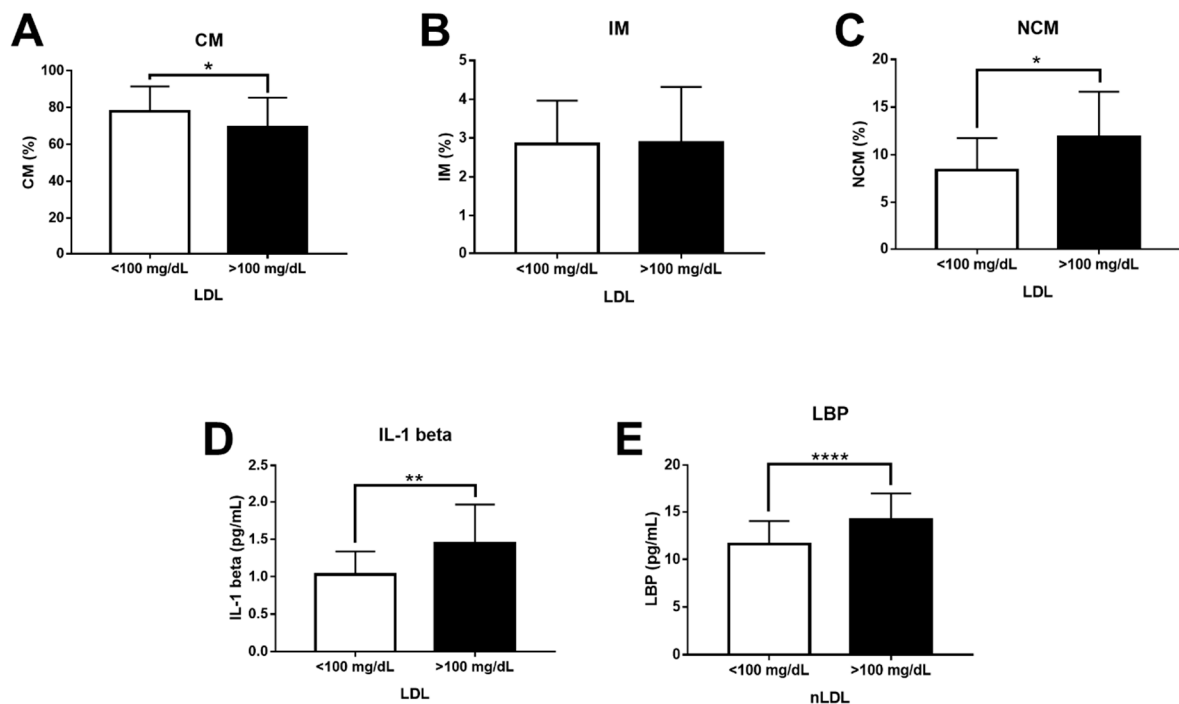 A
CM
*
CM (%)
100
80
60
40
20
0
<100 mg/dL >100 mg/dL
LDL
B
IM
IM (%)
5
4
3
2
1
0
<100 mg/dL >100 mg/dL
LDL
C
NCM
*
NCM (%)
20
15
10
5
0
<100 mg/dL >100 mg/dL
LDL
D
IL-1 beta
**
IL-1 beta (pg/mL)
2.5
2.0
1.5
1.0
0.5
0.0
<100 mg/dL >100 mg/dL
LDL
E
LBP
****
LBP (pg/mL)
20
15
10
5
0
<100 mg/dL >100 mg/dL
nLDL